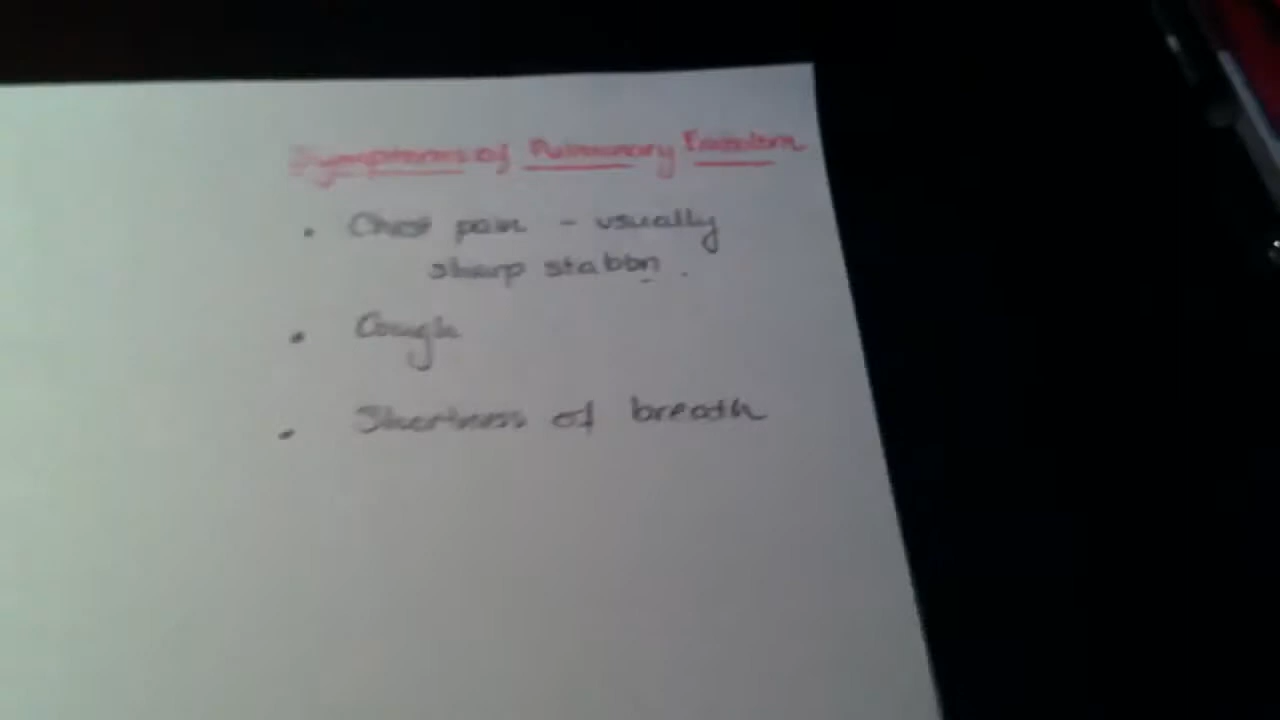 Symptoms of Pulmonary Embolism
• Chest pain - usually
sharp stabbn .
• Cough
• Shortness of breath